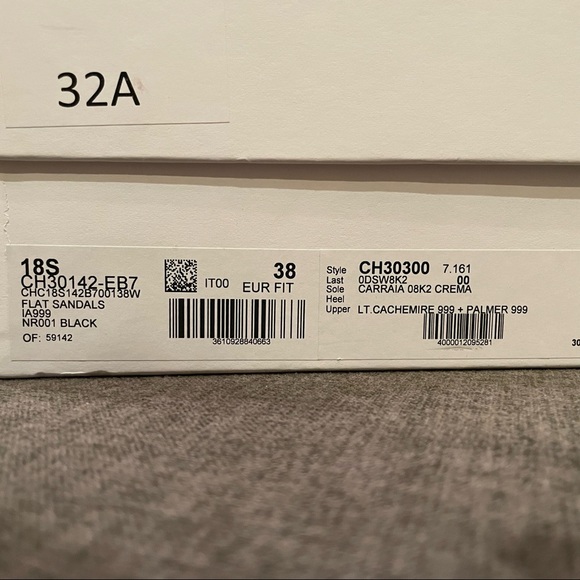 32A
18S
CH30142-EB7
CHC18S142B700138W
FLAT SANDALS
IA999
NR001 BLACK
OF: 59142
IT00
38
EUR FIT
3610928840663
Style CH30300 7.161
Last 0DSW8K2 00
Sole CARRAIA 08K2 CREMA
Heel
Upper LT.CACHEMIRE 999 + PALMER 999
4000012095281
30